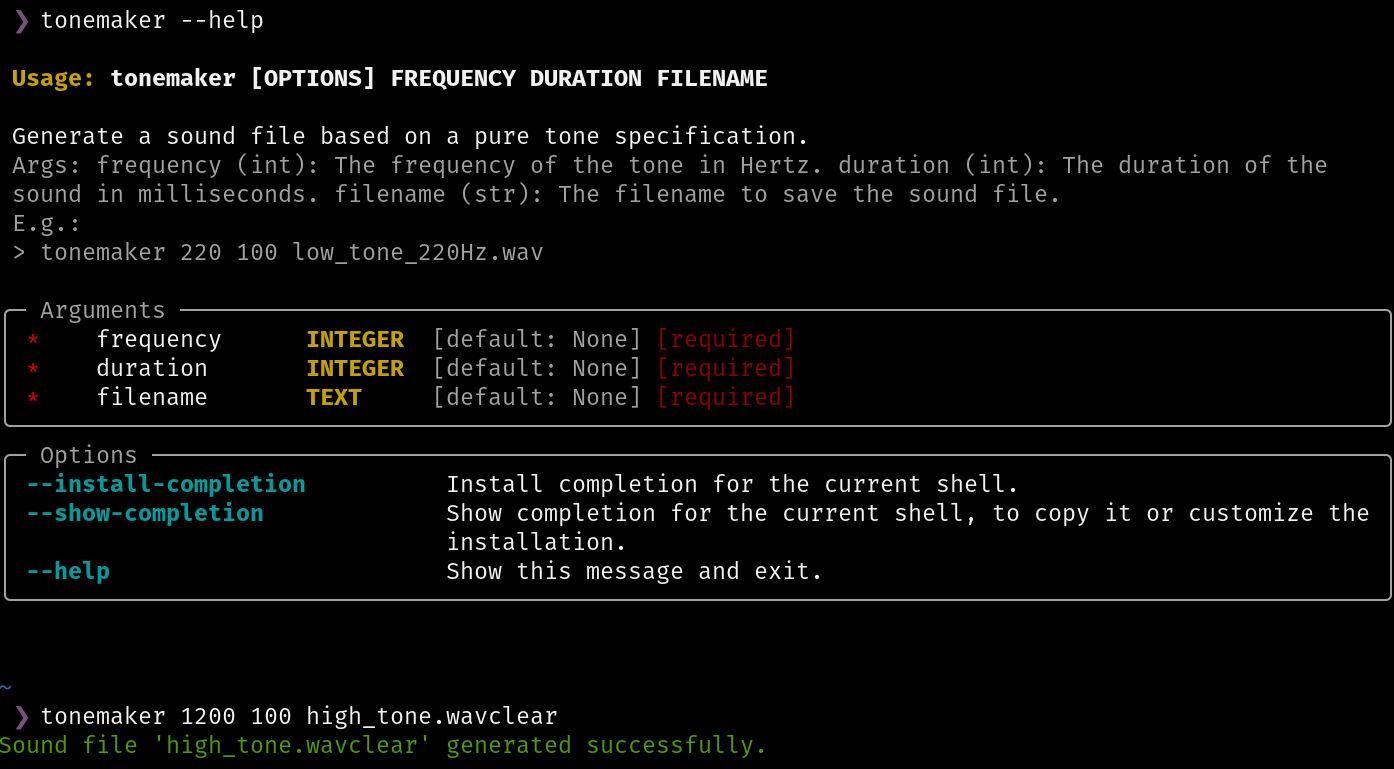 ❯ tonemaker --help
Usage: tonemaker [OPTIONS] FREQUENCY DURATION FILENAME
Generate a sound file based on a pure tone specification.
Args: frequency (int): The frequency of the tone in Hertz. duration (int): The duration of the
sound in milliseconds. filename (str): The filename to save the sound file.
E.g.:
> tonemaker 220 100 low_tone_220Hz.wav
Arguments
* frequency INTEGER [default: None] [required]
* duration INTEGER [default: None] [required]
* filename TEXT [default: None] [required]
Options
--install-completion Install completion for the current shell.
--show-completion Show completion for the current shell, to copy it or customize the
installation.
--help Show this message and exit.
~
❯ tonemaker 1200 100 high_tone.wavclear
Sound file 'high_tone.wavclear' generated successfully.